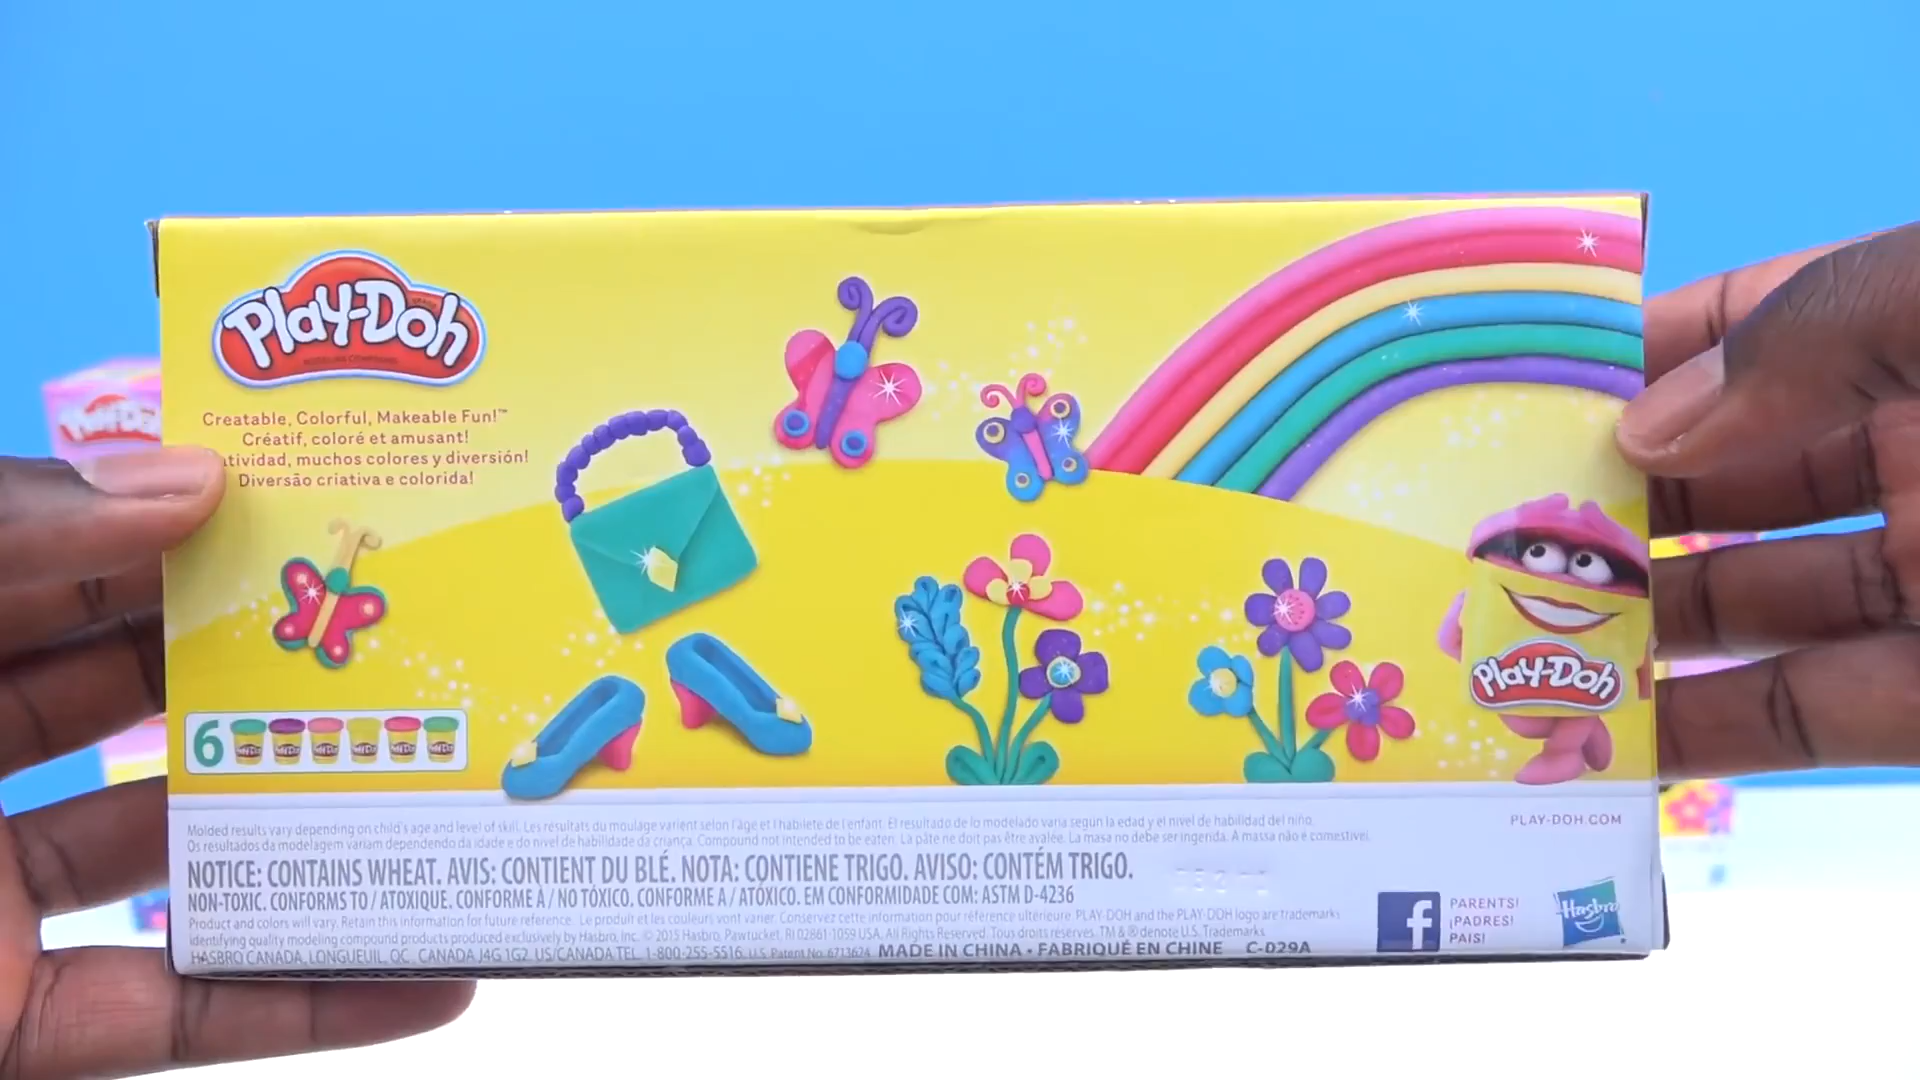 Play-Doh
Creatable, Colorful, Makeable Fun!™
Créatif, coloré et amusant!
atividad, muchos colores y diversión!
Diversão criativa e colorida!
6
Play-Doh
Molded results vary depending on child's age and level of skill. Les résultats du moulage varient selon l'âge et l'habileté de l'enfant. El resultado de lo modelado varía según la edad y el nivel de habilidad del niño.
Os resultados da modelagem variam dependendo da idade e do nível de habilidade da criança. Compound not intended to be eaten. La pâte ne doit pas être avalée. La masa no debe ser ingerida. A massa não é comestível.
PLAY-DOH.COM
NOTICE: CONTAINS WHEAT. AVIS: CONTIENT DU BLÉ. NOTA: CONTIENE TRIGO. AVISO: CONTÉM TRIGO.
NON-TOXIC. CONFORMS TO / ATOXIQUE. CONFORME À / NO TÓXICO. CONFORME A / ATÓXICO. EM CONFORMIDADE COM: ASTM D-4236
Product and colors will vary. Retain this information for future reference. Le produit et les couleurs vont varier. Conservez cette information pour référence ultérieure. PLAY-DOH and the PLAY-DOH logo are trademarks
identifying quality modeling compound products produced exclusively by Hasbro, Inc. © 2015 Hasbro, Pawtucket, RI 02861-1059 USA. All Rights Reserved. Tous droits réservés. TM & ® denote U.S. Trademarks.
HASBRO CANADA, LONGUEUIL, QC, CANADA J4G 1G2. US/CANADA TEL. 1-800-255-5516. U.S. Patent No. 6713624 MADE IN CHINA • FABRIQUÉ EN CHINE C-029A
f
PARENTS!
¡PADRES!
PAIS!
Hasbro